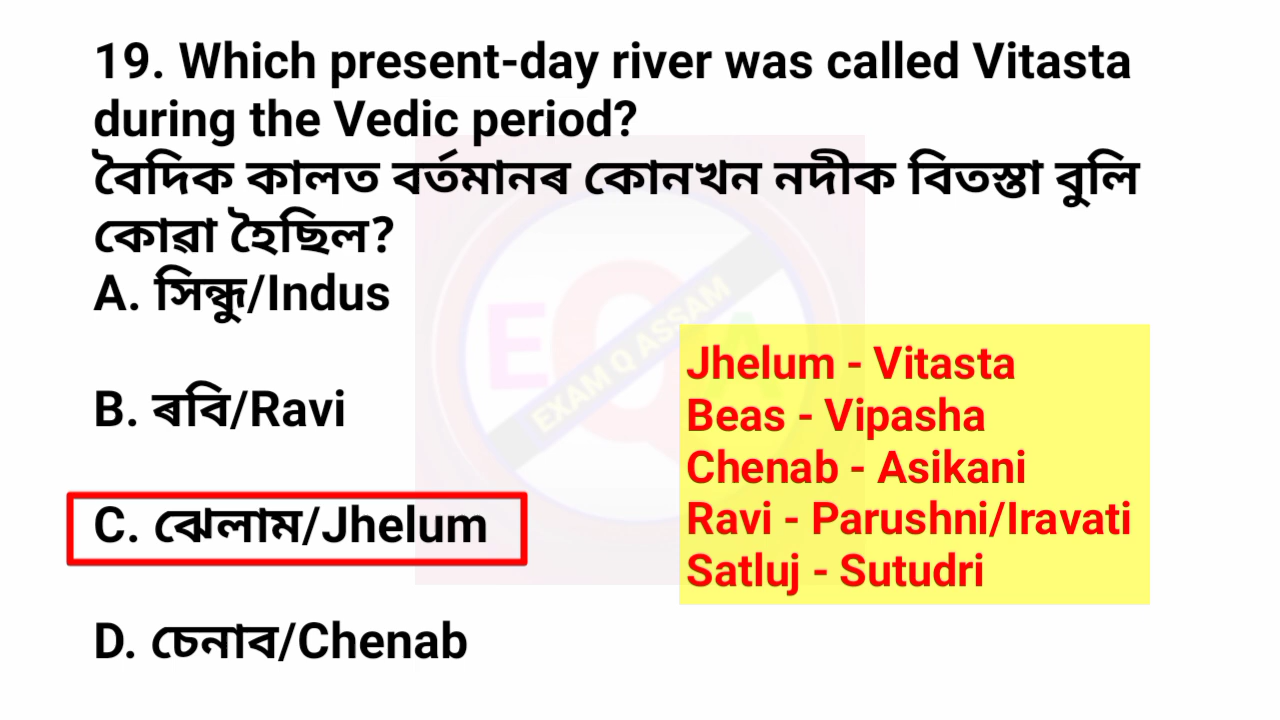 19. Which present-day river was called Vitasta
during the Vedic period?
বৈদিক কালত বৰ্তমানৰ কোনখন নদীক বিতস্তা বুলি
কোৱা হৈছিল?
A. সিন্ধু/Indus
B. ৰবি/Ravi
C. ঝেলাম/Jhelum
D. চেনাব/Chenab
Jhelum - Vitasta
Beas - Vipasha
Chenab - Asikani
Ravi - Parushni/Iravati
Satluj - Sutudri
EQA
EXAM Q ASSAM